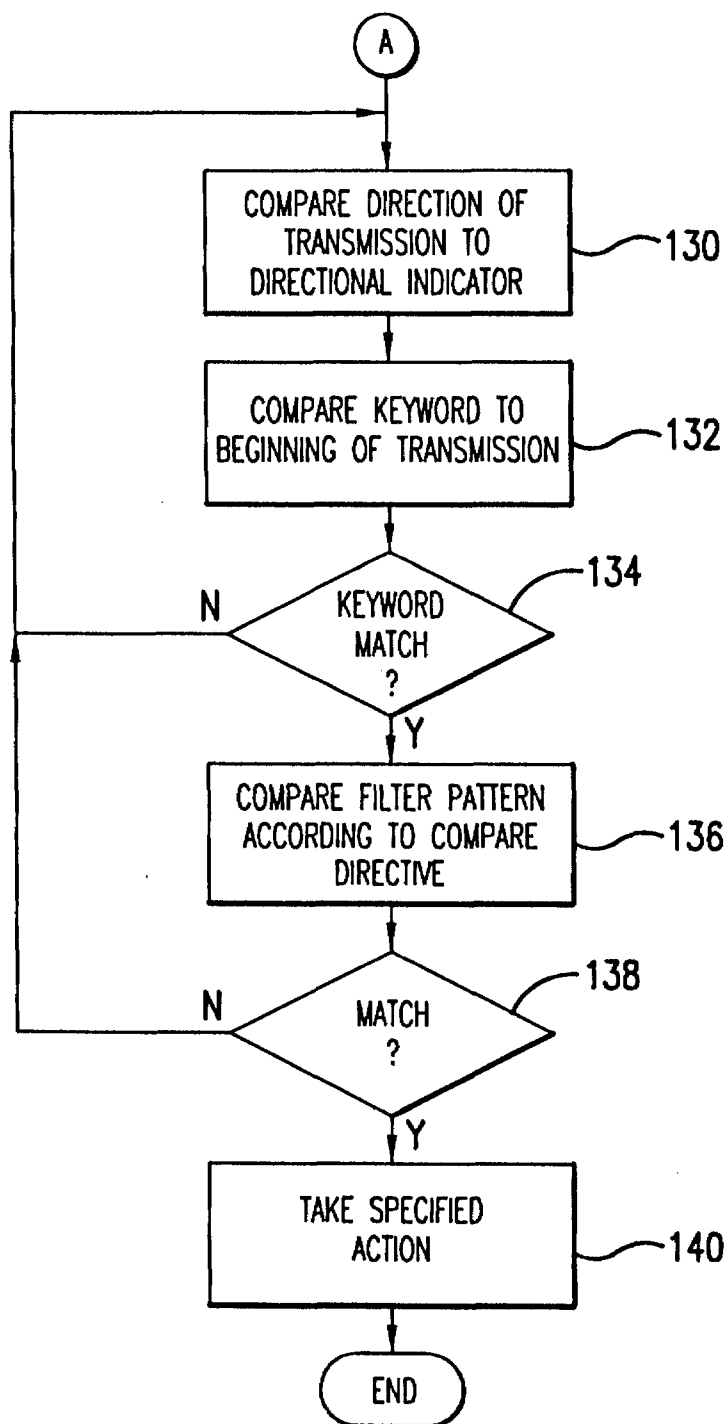 A
COMPARE DIRECTION OF
TRANSMISSION TO
DIRECTIONAL INDICATOR
130
COMPARE KEYWORD TO
BEGINNING OF TRANSMISSION
132
134
N
KEYWORD
MATCH
?
Y
COMPARE FILTER PATTERN
ACCORDING TO COMPARE
DIRECTIVE
136
138
N
MATCH
?
Y
TAKE SPECIFIED
ACTION
140
END